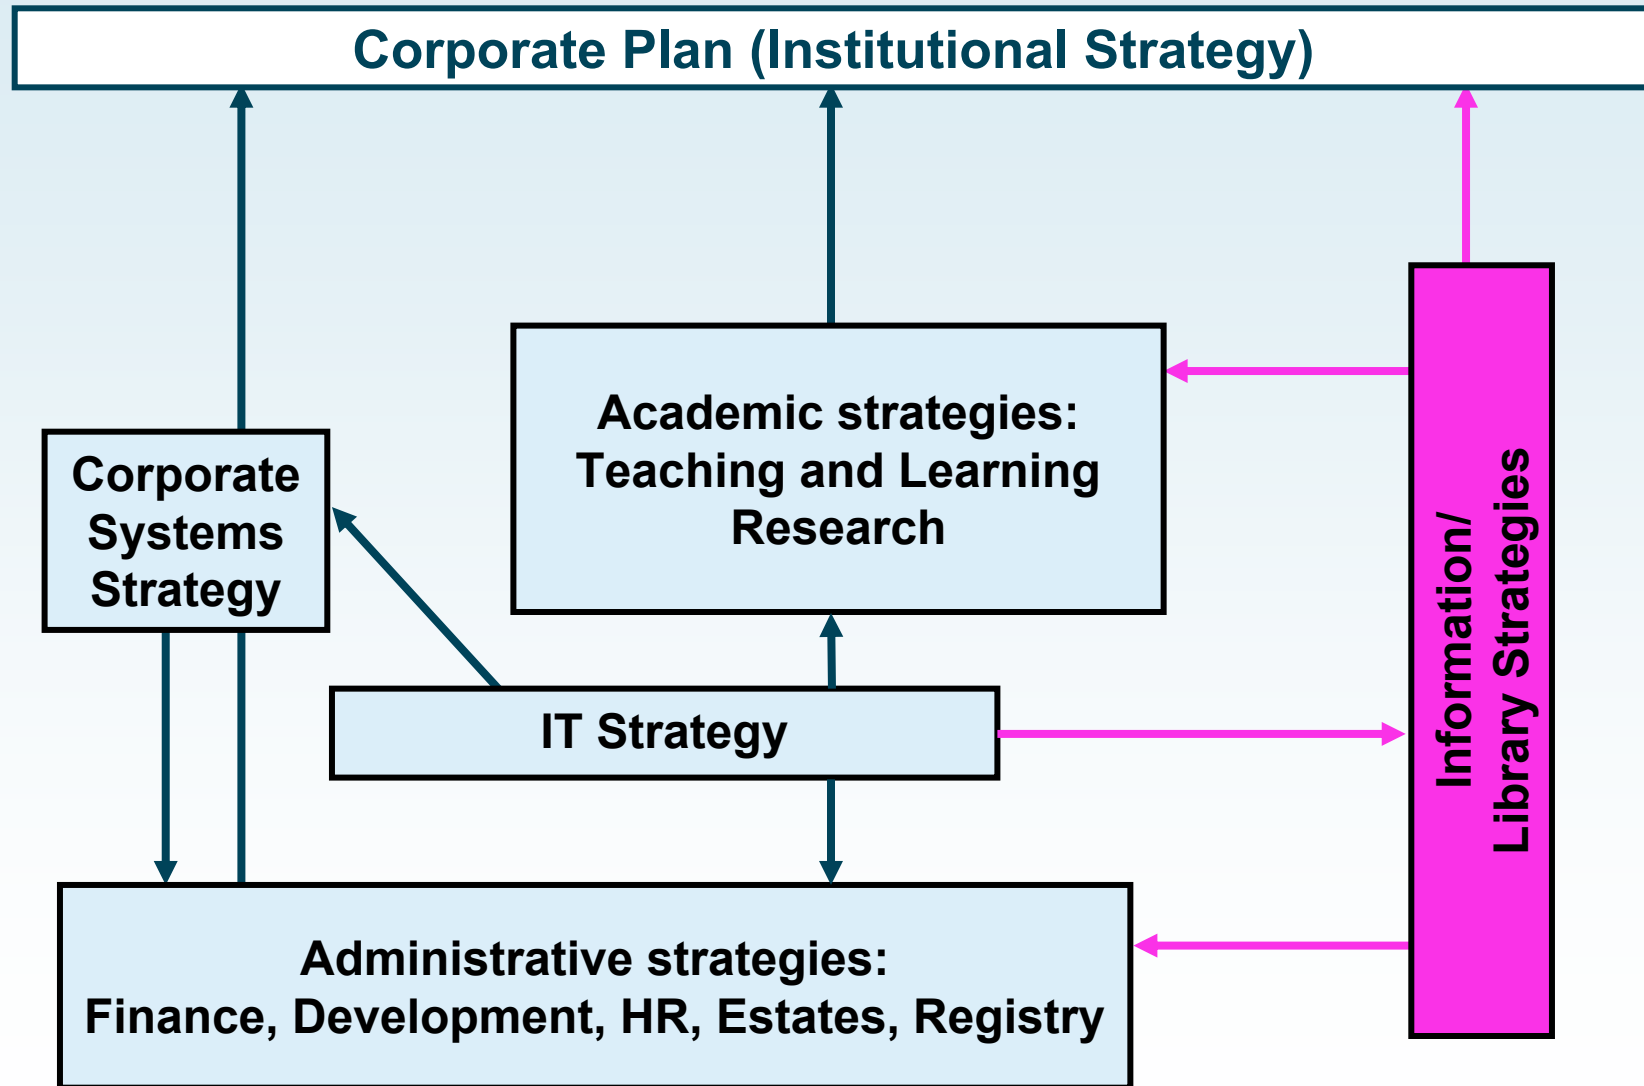 Corporate Plan (Institutional Strategy)
Academic strategies:
Teaching and Learning
Research
Corporate
Systems
Strategy
IT Strategy
Information/
Library Strategies
Administrative strategies:
Finance, Development, HR, Estates, Registry